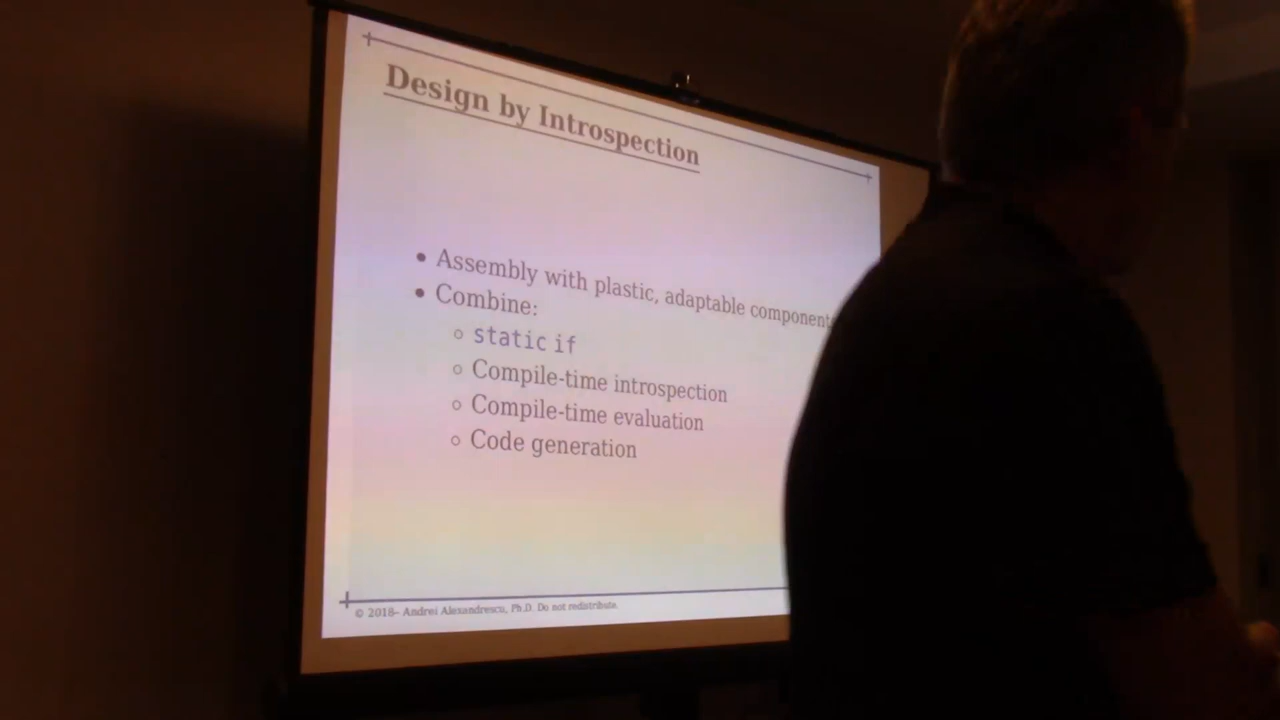 Design by Introspection
• Assembly with plastic, adaptable component
• Combine:
○ static if
○ Compile-time introspection
○ Compile-time evaluation
○ Code generation
© 2018– Andrei Alexandrescu, Ph.D. Do not redistribute.